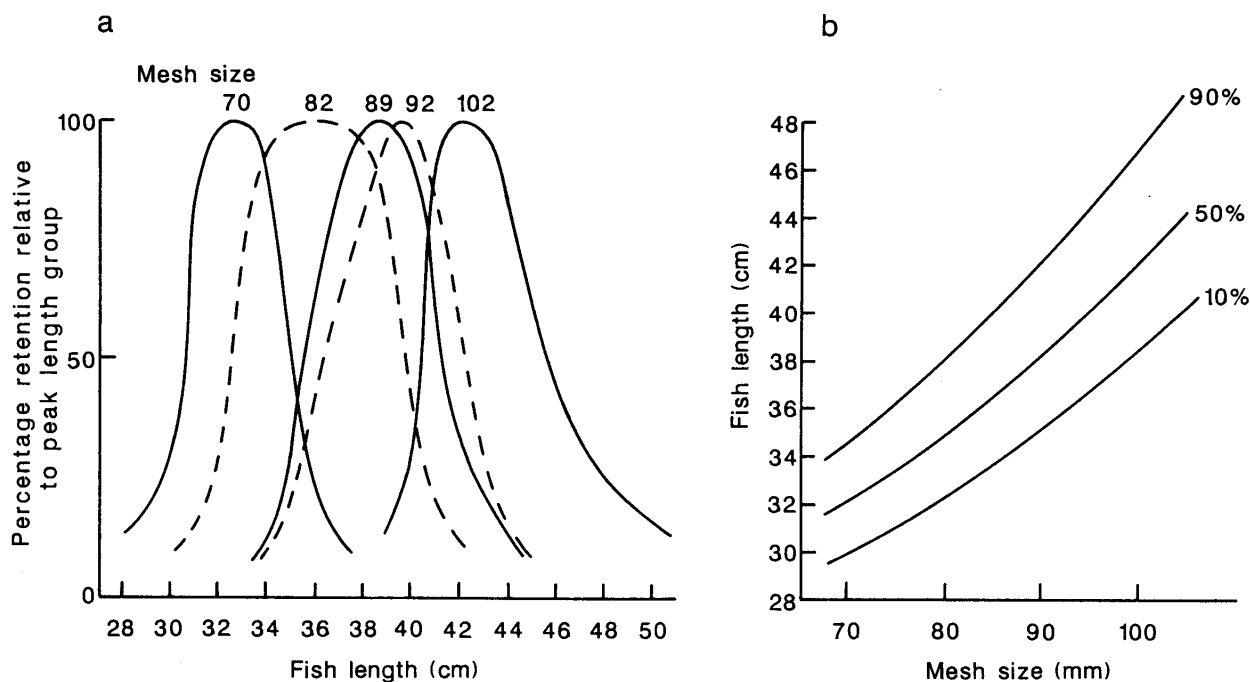 a
Mesh size
70 82 89 92 102
100
50
0
Percentage retention relative
to peak length group
28 30 32 34 36 38 40 42 44 46 48 50
Fish length (cm)
b
48
46
44
42
40
38
36
34
32
30
28
Fish length (cm)
90%
50%
10%
70 80 90 100
Mesh size (mm)